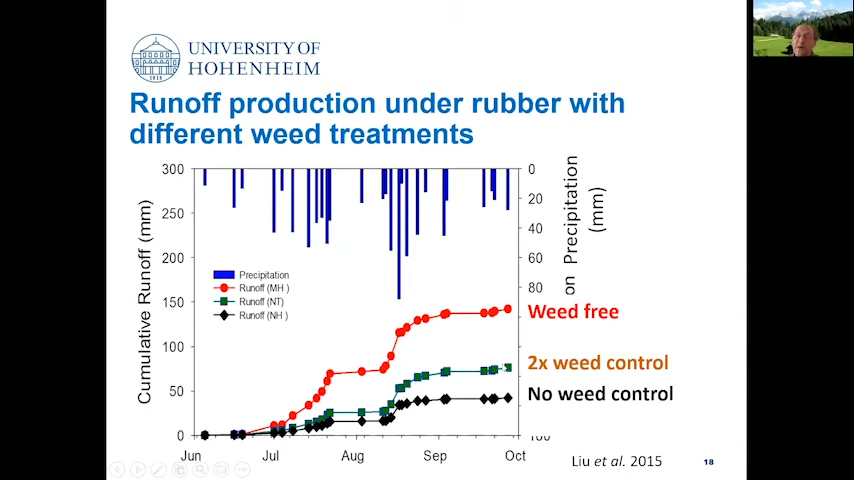 UNIVERSITY OF
HOHENHEIM
Runoff production under rubber with
different weed treatments
300
250
200
150
100
50
0
Cumulative Runoff (mm)
0
20
40
60
80
on Precipitation
(mm)
Precipitation
Runoff (MH )
Runoff (NT)
Runoff (NH )
Weed free
2x weed control
No weed control
Jun
Jul
Aug
Sep
Oct
Liu et al. 2015
18